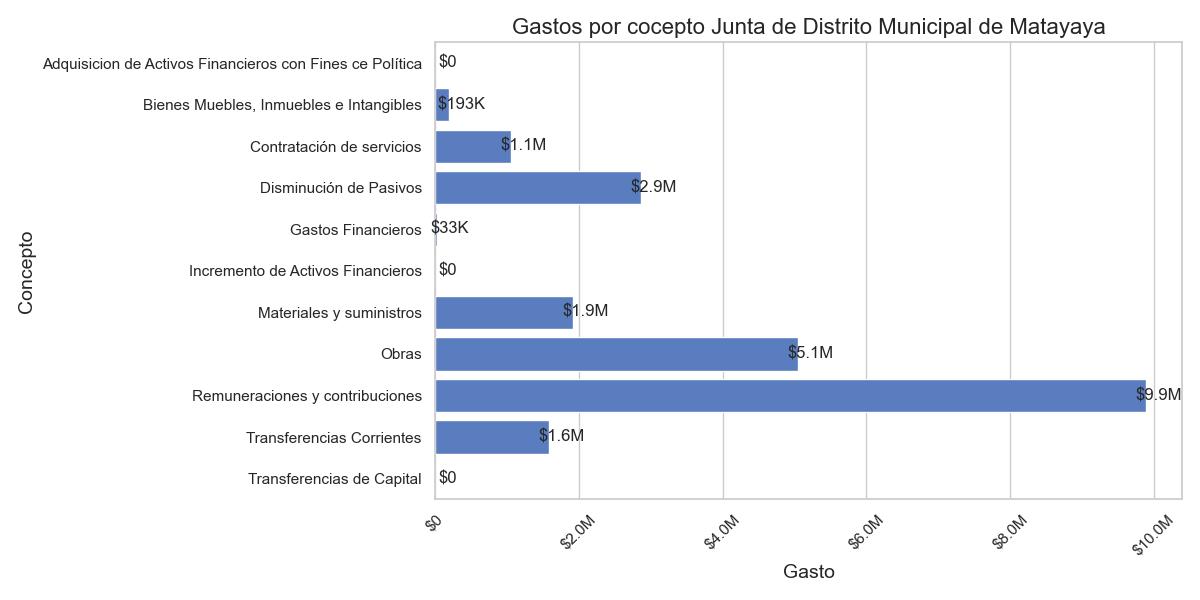 Gastos por cocepto Junta de Distrito Municipal de Matayaya
Concepto
Adquisicion de Activos Financieros con Fines ce Política $0
Bienes Muebles, Inmuebles e Intangibles $193K
Contratación de servicios $1.1M
Disminución de Pasivos $2.9M
Gastos Financieros $33K
Incremento de Activos Financieros $0
Materiales y suministros $1.9M
Obras $5.1M
Remuneraciones y contribuciones $9.9M
Transferencias Corrientes $1.6M
Transferencias de Capital $0
$0 $2.0M $4.0M $6.0M $8.0M $10.0M
Gasto